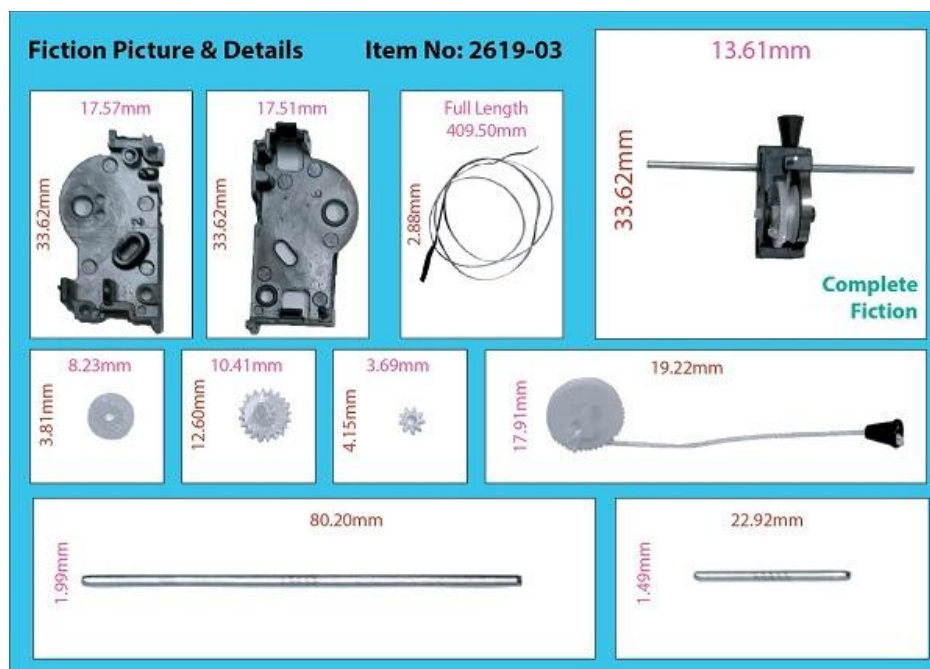 Fiction Picture & Details
Item No: 2619-03
17.57mm
33.62mm
17.51mm
33.62mm
Full Length
409.50mm
2.88mm
13.61mm
33.62mm
Complete
Fiction
8.23mm
3.81mm
10.41mm
12.60mm
3.69mm
4.15mm
19.22mm
17.91mm
80.20mm
1.99mm
22.92mm
1.49mm